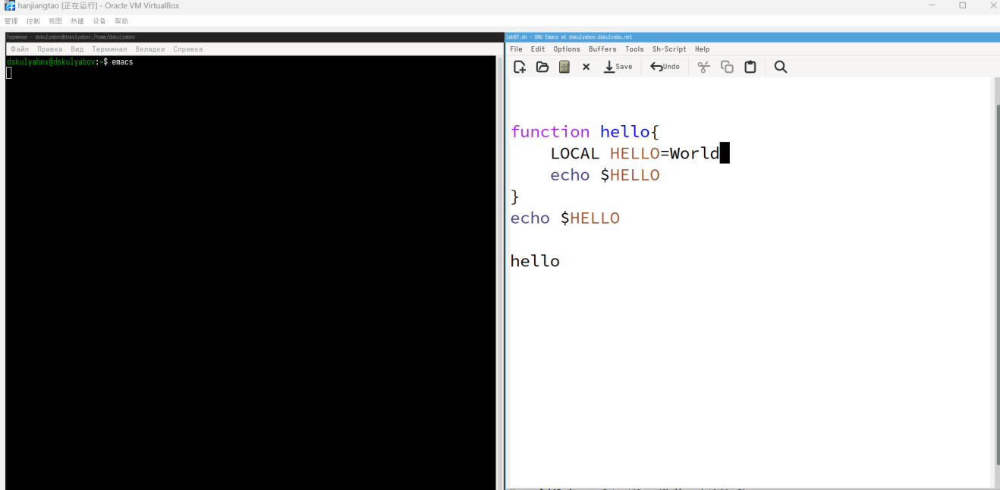 hanjiangtao [正在运行] - Oracle VM VirtualBox
管理 控制 视图 热键 设备 帮助
Терминал - dskulyabov@dskulyabov:/home/dskulyabov
Файл Правка Вид Терминал Вкладки Справка
dskulyabov@dskulyabov:~$ emacs
lab07.sh - GNU Emacs at dskulyabov.dskulyabo.net
File Edit Options Buffers Tools Sh-Script Help
Save Undo
function hello{
LOCAL HELLO=World
echo $HELLO
}
echo $HELLO
hello